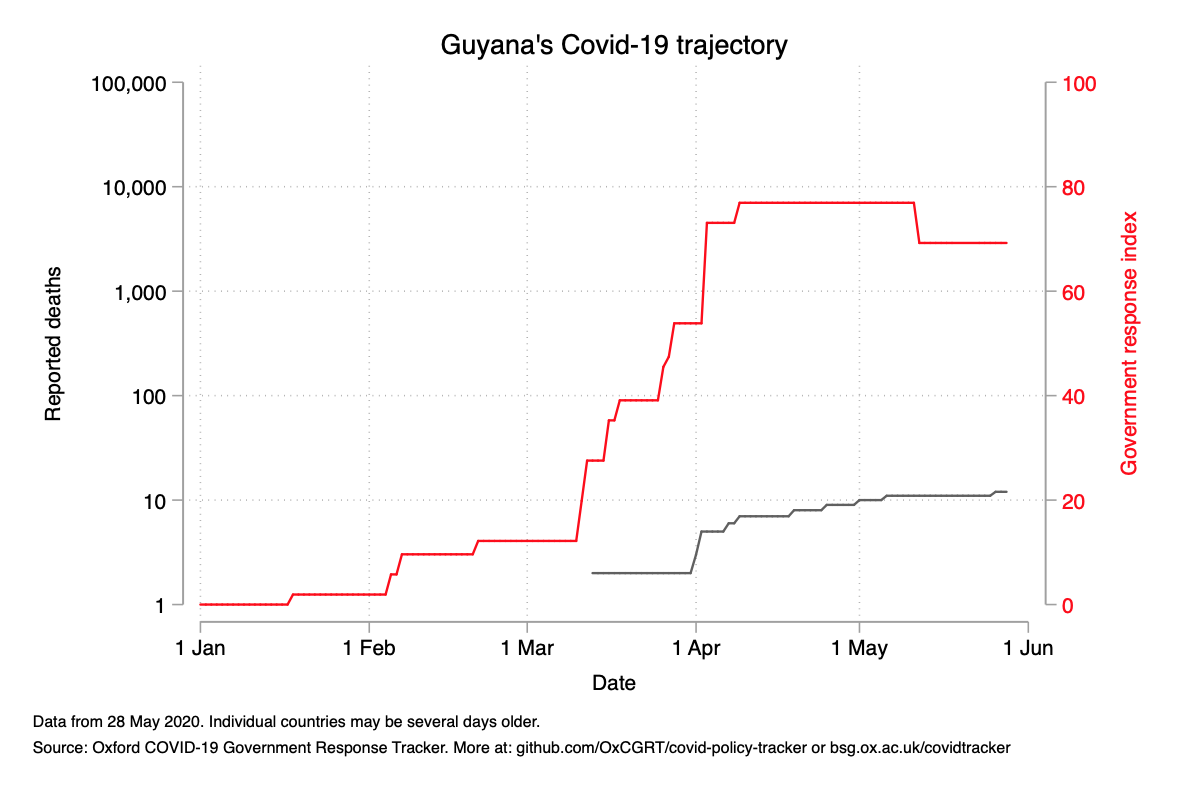 Guyana's Covid-19 trajectory
100,000
10,000
1,000
100
10
1
Reported deaths
100
80
60
40
20
0
Government response index
1 Jan
1 Feb
1 Mar
1 Apr
1 May
1 Jun
Date
Data from 28 May 2020. Individual countries may be several days older.
Source: Oxford COVID-19 Government Response Tracker. More at: github.com/OxCGRT/covid-policy-tracker or bsg.ox.ac.uk/covidtracker